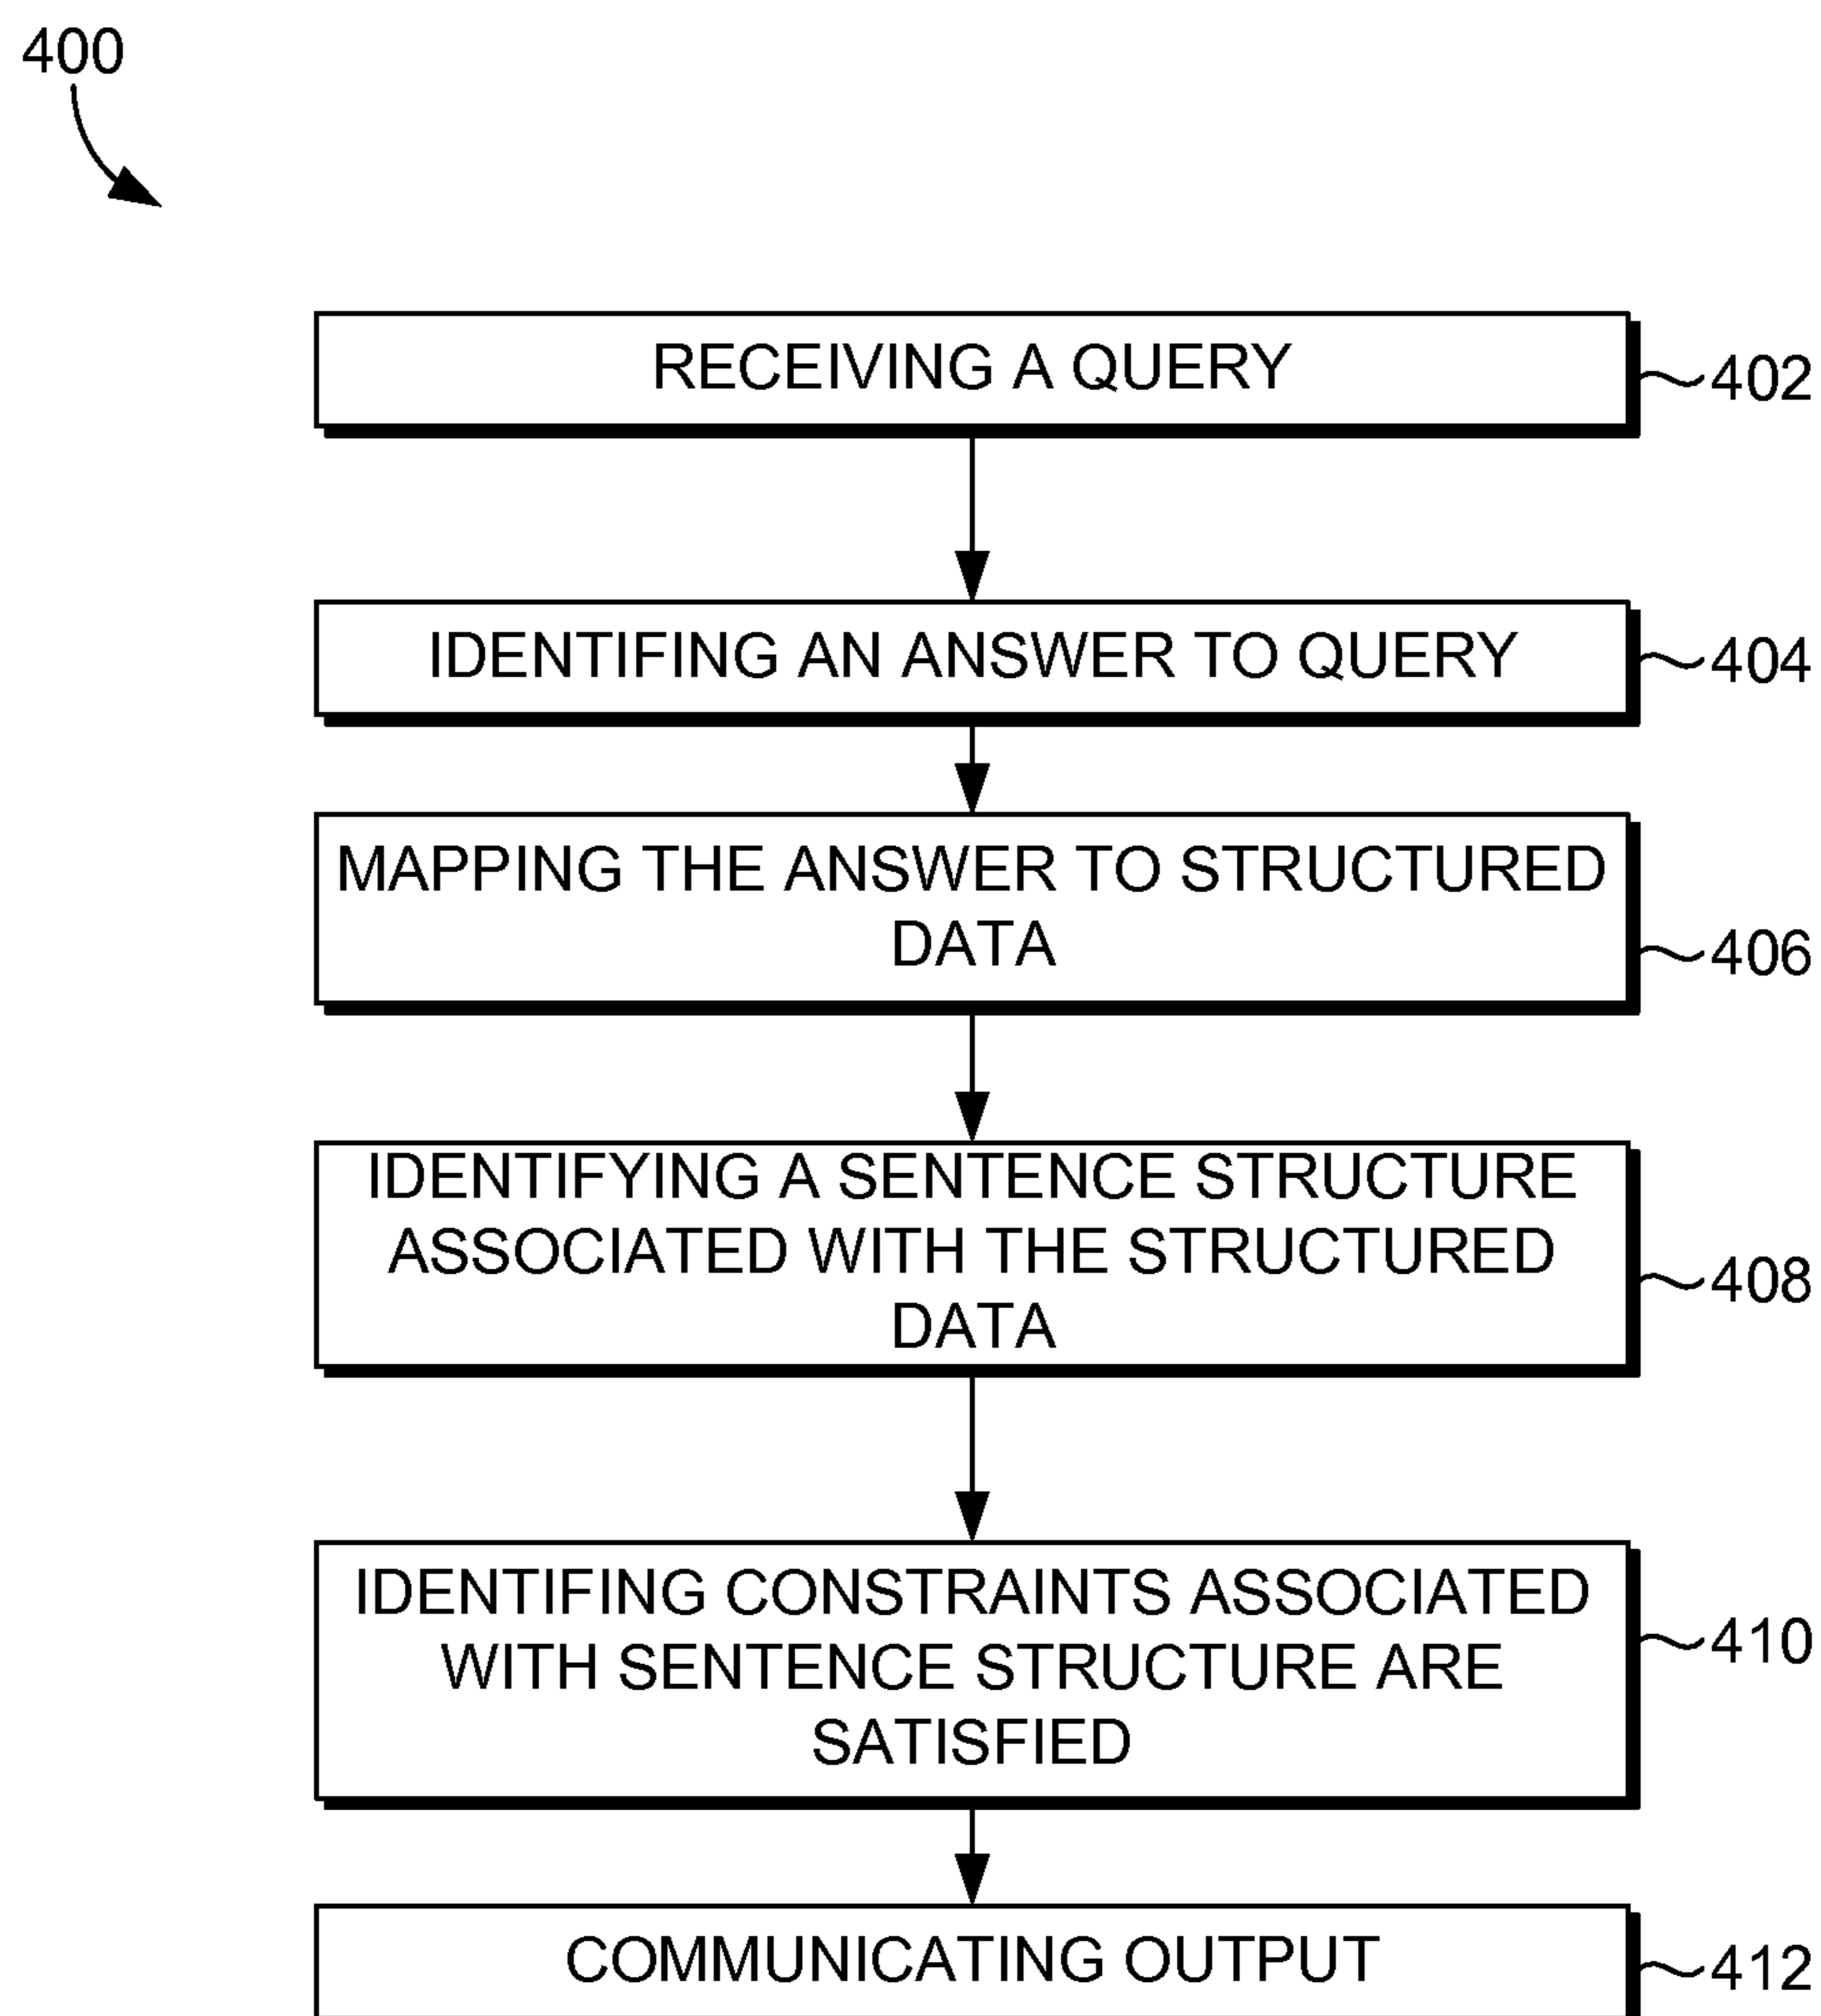 400
RECEIVING A QUERY
402
IDENTIFING AN ANSWER TO QUERY
404
MAPPING THE ANSWER TO STRUCTURED
DATA
406
IDENTIFYING A SENTENCE STRUCTURE
ASSOCIATED WITH THE STRUCTURED
DATA
408
IDENTIFING CONSTRAINTS ASSOCIATED
WITH SENTENCE STRUCTURE ARE
SATISFIED
410
COMMUNICATING OUTPUT
412